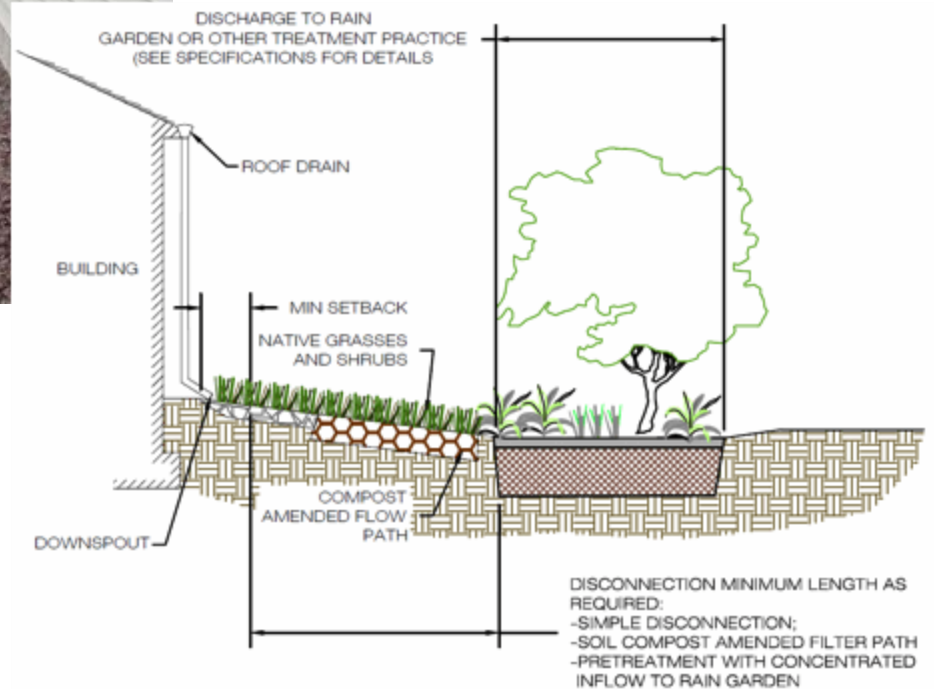 DISCHARGE TO RAIN
GARDEN OR OTHER TREATMENT PRACTICE
(SEE SPECIFICATIONS FOR DETAILS
ROOF DRAIN
BUILDING
MIN SETBACK
NATIVE GRASSES
AND SHRUBS
COMPOST
AMENDED FLOW
PATH
DOWNSPOUT
DISCONNECTION MINIMUM LENGTH AS
REQUIRED:
-SIMPLE DISCONNECTION;
-SOIL COMPOST AMENDED FILTER PATH
-PRETREATMENT WITH CONCENTRATED
INFLOW TO RAIN GARDEN